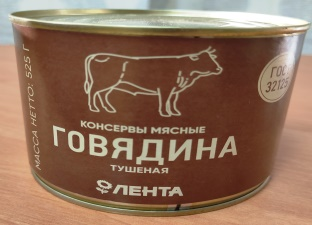 МАССА НЕТТО: 525 Г
КОНСЕРВЫ МЯСНЫЕ
ГОВЯДИНА
ТУШЕНАЯ
ЛЕНТА
ГОСТ
32125